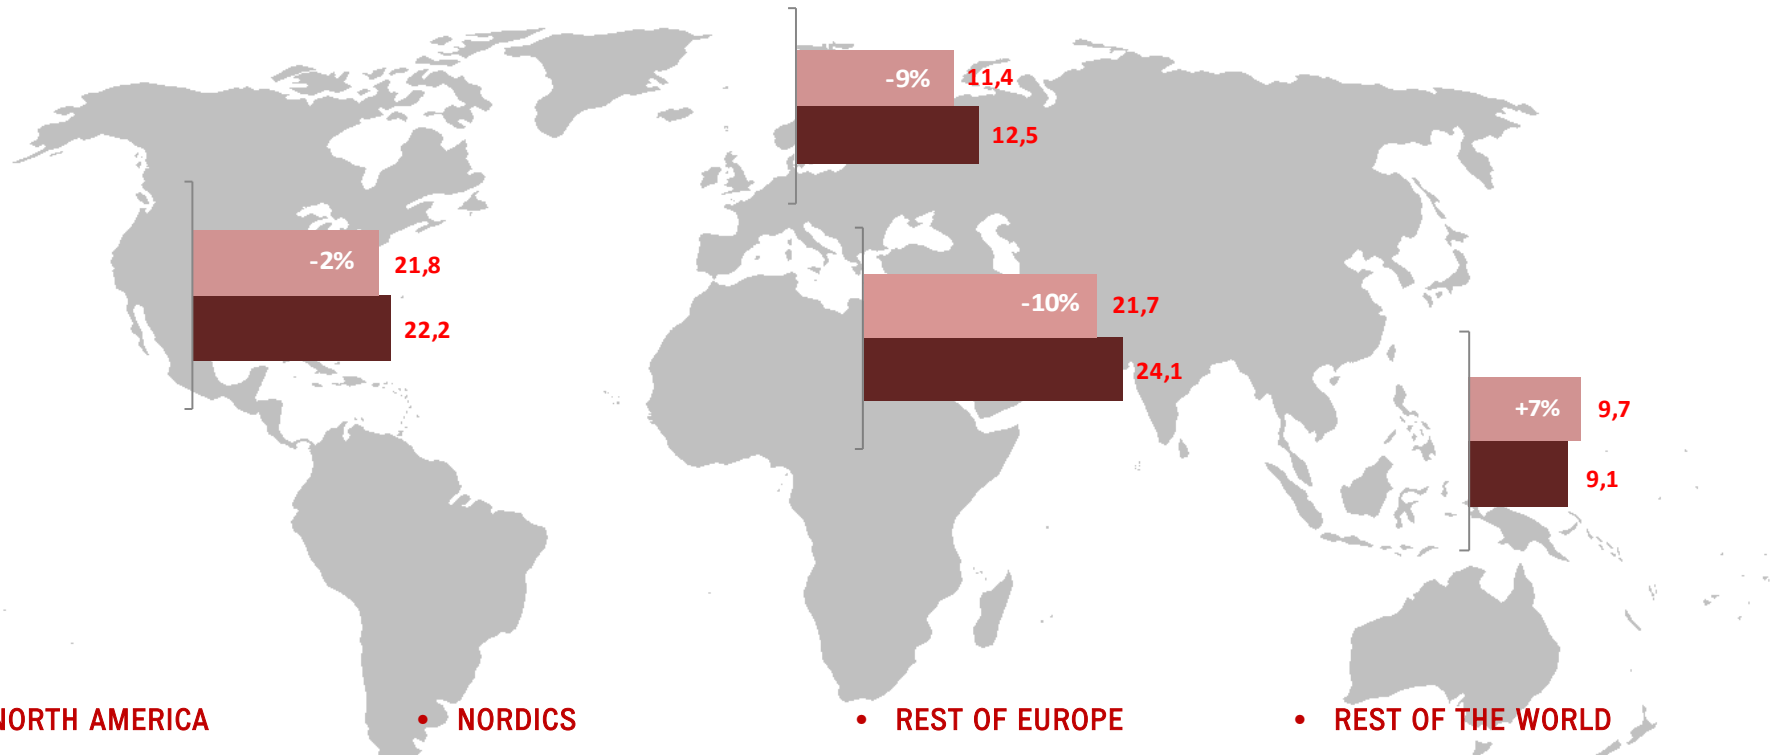 -9% 11,4
12,5
-2% 21,8
22,2
-10% 21,7
24,1
+7% 9,7
9,1
NORTH AMERICA
• NORDICS
• REST OF EUROPE
• REST OF THE WORLD